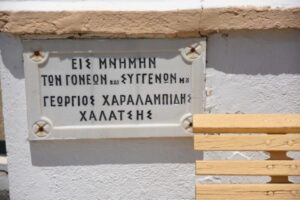 ΕΙΣ ΜΝΗΜΗΝ
ΤΩΝ ΓΟΝΕΩΝ και ΣΥΓΓΕΝΩΝ μου
ΓΕΩΡΓΙΟΣ ΧΑΡΑΛΑΜΠΙΔΗΣ
ΧΑΛΑΤΣΗΣ